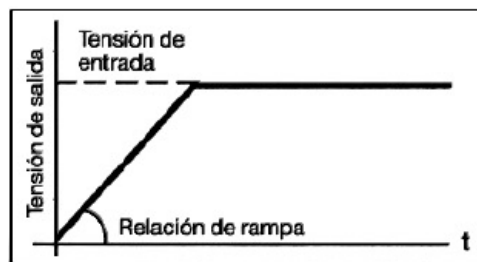 Tensión de
entrada
Tensión de salida
Relación de rampa
t